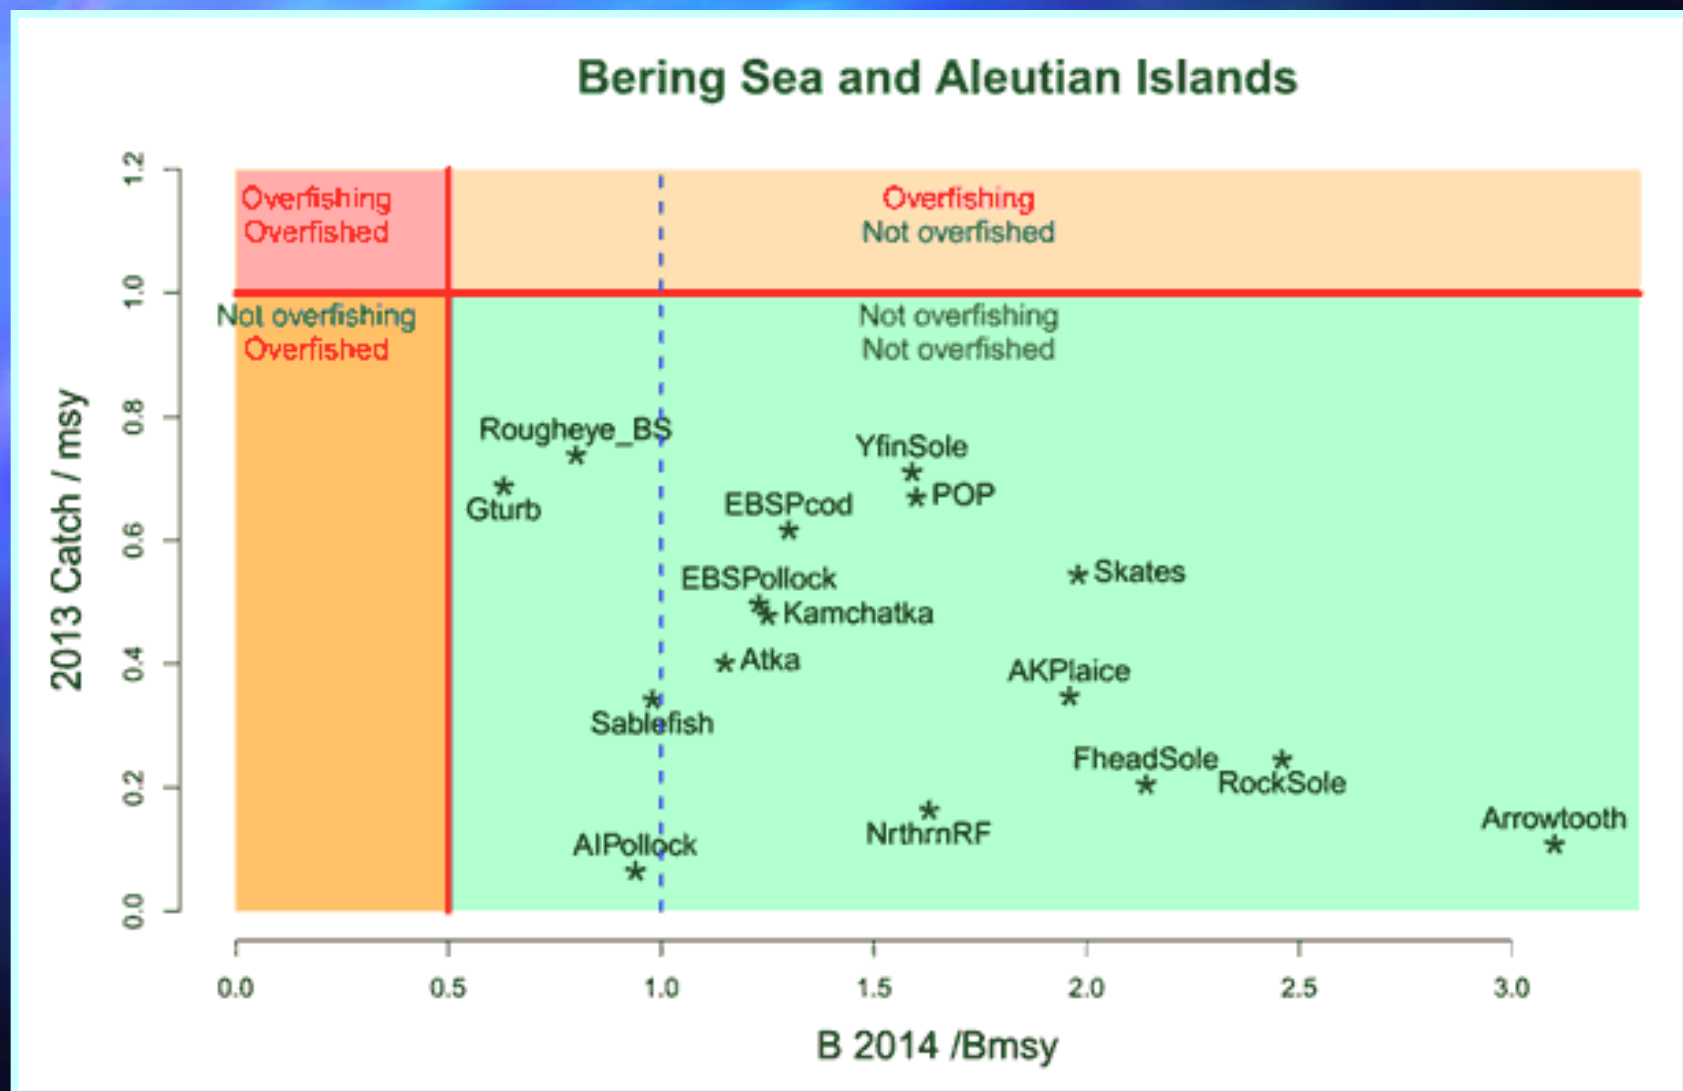 Bering Sea and Aleutian Islands
1.2
1.0
0.8
0.6
0.4
0.2
0.0
2013 Catch / msy
Overfishing
Overfished
Overfishing
Not overfished
Not overfishing
Overfished
Not overfishing
Not overfished
Rougheye_BS
Gturb
YfinSole
POP
EBSPcod
Skates
EBSPollock
Kamchatka
Atka
AKPlaice
Sablefish
FheadSole
RockSole
NrthrnRF
Arrowtooth
AIPollock
0.0 0.5 1.0 1.5 2.0 2.5 3.0
B 2014 /Bmsy